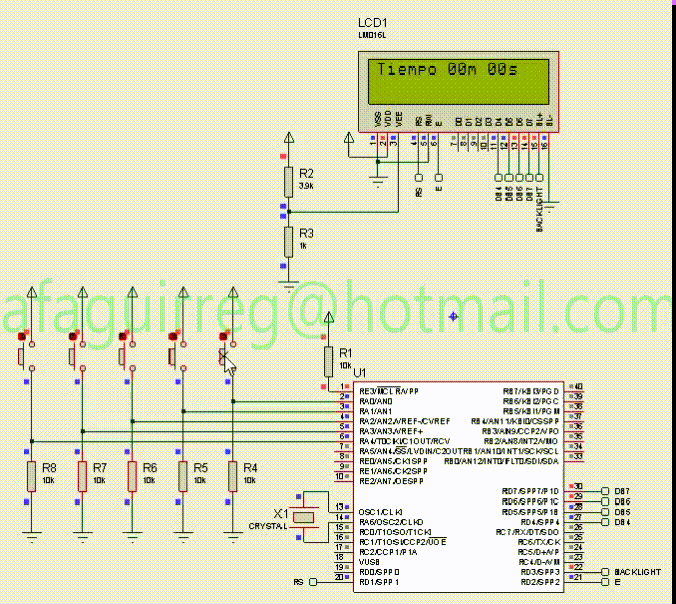 LCD1
LM016L
Tiempo 00m 00s
VSS
VDD
VEE
RS
RW
E
D0
D1
D2
D3
D4
D5
D6
D7
BL+
BL-
1
2
3
4
5
6
7
8
9
10
11
12
13
14
15
16
RS
E
DB4
DB5
DB6
DB7
BACKLIGHT
R2
3.9k
R3
1k
afaguirreg@hotmail.com
R1
10k
U1
1 RE3/MCLR/VPP
2 RA0/AN0
3 RA1/AN1
4 RA2/AN2/VREF-/CVREF
5 RA3/AN3/VREF+
6 RA4/T0CKI/C1OUT/RCV
7 RA5/AN4/SS/LVDIN/C2OUT
8 RE0/AN5/CK1SPP
9 RE1/AN6/CK2SPP
10 RE2/AN7/OESPP
RB7/KBI3/PGD 40
RB6/KBI2/PGC 39
RB5/KBI1/PGM 38
RB4/AN11/KBI0/CSSPP 37
RB3/AN9/CCP2/VPO 36
RB2/AN8/INT2/VMO 35
RB1/AN10/INT1/SCK/SCL 34
RB0/AN12/INT0/FLT0/SDI/SDA 33
R8
10k
R7
10k
R6
10k
R5
10k
R4
10k
X1
CRYSTAL
13 OSC1/CLKI
14 RA6/OSC2/CLKO
15 RC0/T1OSO/T1CKI
16 RC1/T1OSI/CCP2/UOE
17 RC2/CCP1/P1A
18 VUSB
19 RD0/SPP0
RS 20 RD1/SPP1
RD7/SPP7/P1D 30 DB7
RD6/SPP6/P1C 29 DB6
RD5/SPP5/P1B 28 DB5
RD4/SPP4 27 DB4
RC7/RX/DT/SDO 26
RC6/TX/CK 25
RC5/D+/VP 24
RC4/D-/VM 23
RD3/SPP3 22 BACKLIGHT
RD2/SPP2 21 E